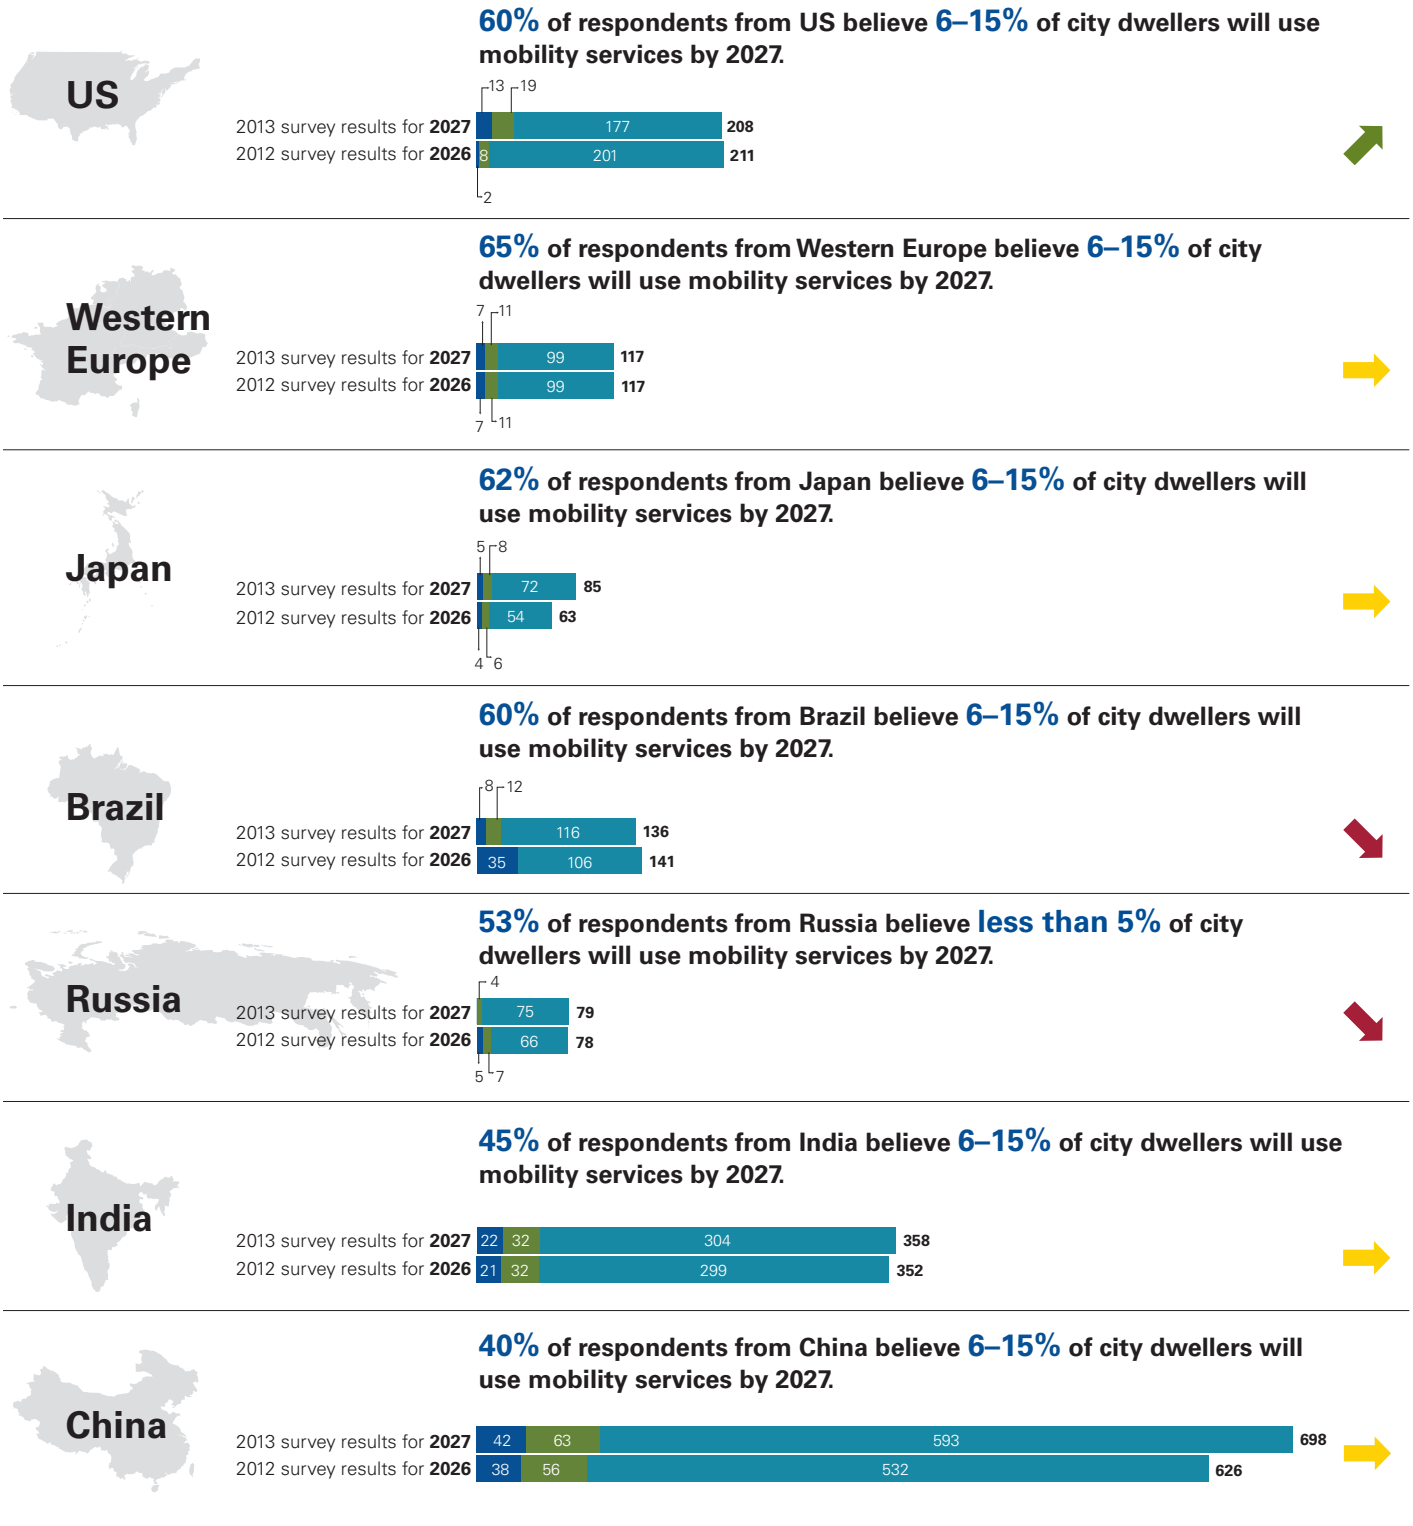 60% of respondents from US believe 6–15% of city dwellers will use
mobility services by 2027.
US
13 19
2013 survey results for 2027 177 208
2012 survey results for 2026 8 201 211
2
65% of respondents from Western Europe believe 6–15% of city
dwellers will use mobility services by 2027.
Western
Europe
7 11
2013 survey results for 2027 99 117
2012 survey results for 2026 99 117
7 11
62% of respondents from Japan believe 6–15% of city dwellers will
use mobility services by 2027.
Japan
5 8
2013 survey results for 2027 72 85
2012 survey results for 2026 54 63
4 6
60% of respondents from Brazil believe 6–15% of city dwellers will
use mobility services by 2027.
Brazil
8 12
2013 survey results for 2027 116 136
2012 survey results for 2026 35 106 141
53% of respondents from Russia believe less than 5% of city
dwellers will use mobility services by 2027.
Russia
4
2013 survey results for 2027 75 79
2012 survey results for 2026 66 78
5 7
45% of respondents from India believe 6–15% of city dwellers will use
mobility services by 2027.
India
2013 survey results for 2027 22 32 304 358
2012 survey results for 2026 21 32 299 352
40% of respondents from China believe 6–15% of city dwellers will
use mobility services by 2027.
China
2013 survey results for 2027 42 63 593 698
2012 survey results for 2026 38 56 532 626